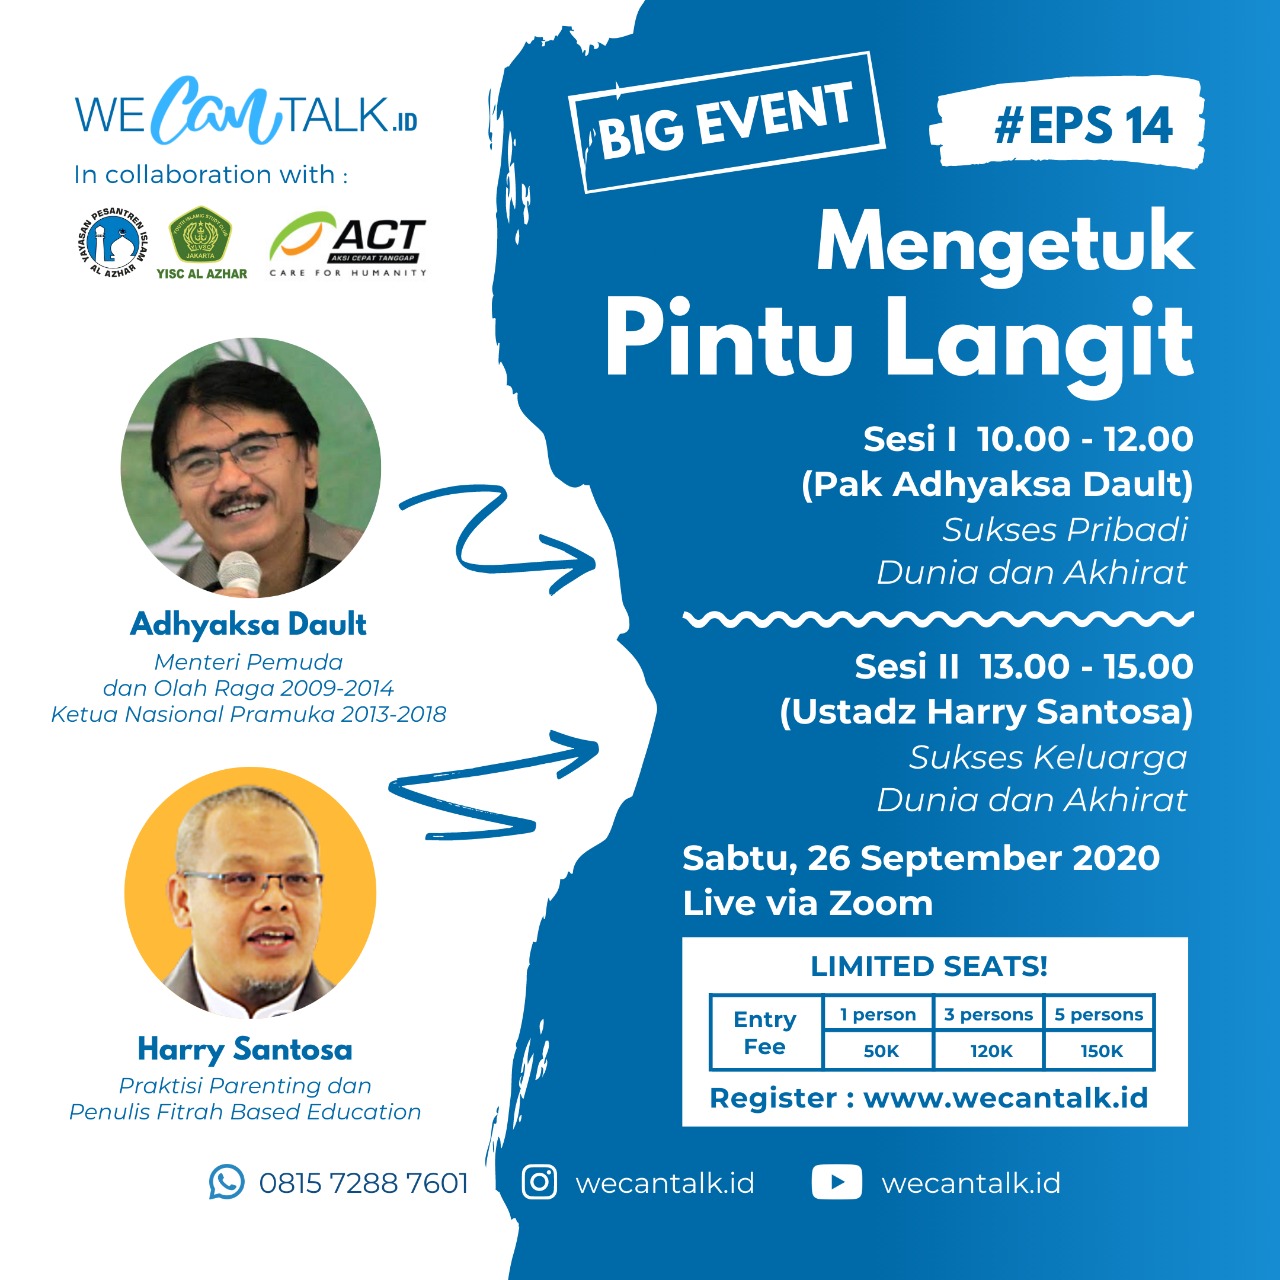 WE Can TALK.ID
In collaboration with :
YAYASAN PESANTREN ISLAM AL AZHAR
YOUTH ISLAMIC STUDY CLUB
JAKARTA
YISC AL AZHAR
ACT
AKSI CEPAT TANGGAP
CARE FOR HUMANITY
BIG EVENT
#EPS 14
Mengetuk
Pintu Langit
Sesi I 10.00 - 12.00
(Pak Adhyaksa Dault)
Sukses Pribadi
Dunia dan Akhirat
Sesi II 13.00 - 15.00
(Ustadz Harry Santosa)
Sukses Keluarga
Dunia dan Akhirat
Adhyaksa Dault
Menteri Pemuda
dan Olah Raga 2009-2014
Ketua Nasional Pramuka 2013-2018
Harry Santosa
Praktisi Parenting dan
Penulis Fitrah Based Education
Sabtu, 26 September 2020
Live via Zoom
LIMITED SEATS!
Entry Fee
1 person 3 persons 5 persons
50K 120K 150K
Register : www.wecantalk.id
0815 7288 7601
wecantalk.id
wecantalk.id